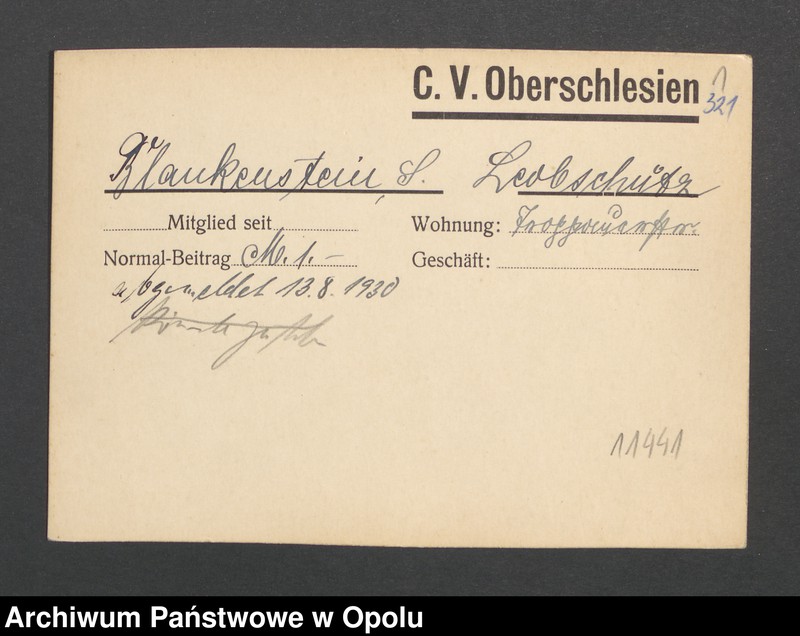 C. V. Oberschlesien
1
321
Blankenstein, S. Leobschütz
Mitglied seit
Wohnung: Troppauerstr.
Normal-Beitrag M. 1.-
Geschäft:
abgemeldet 13.8.1930
11441
Archiwum Państwowe w Opolu